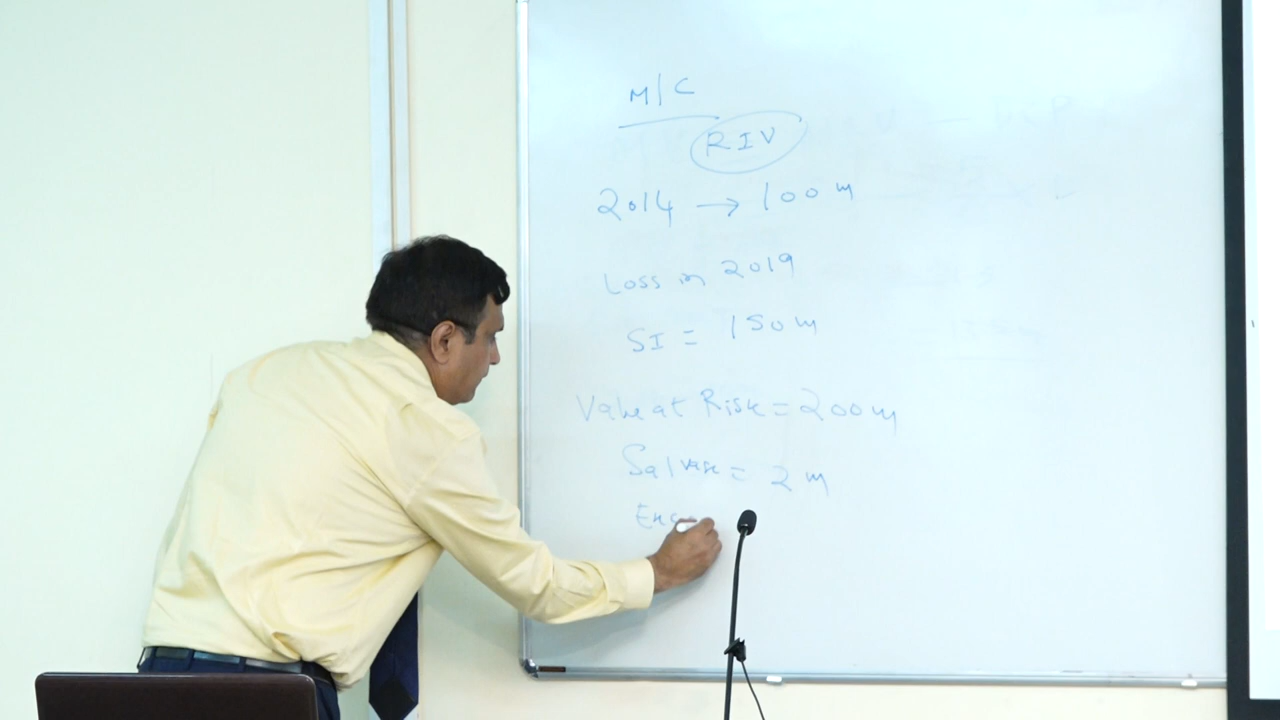 M/C
RIV
2014 → 100 m
Loss in 2019
SI = 150 m
Value at Risk = 200 m
Salvage = 2 m